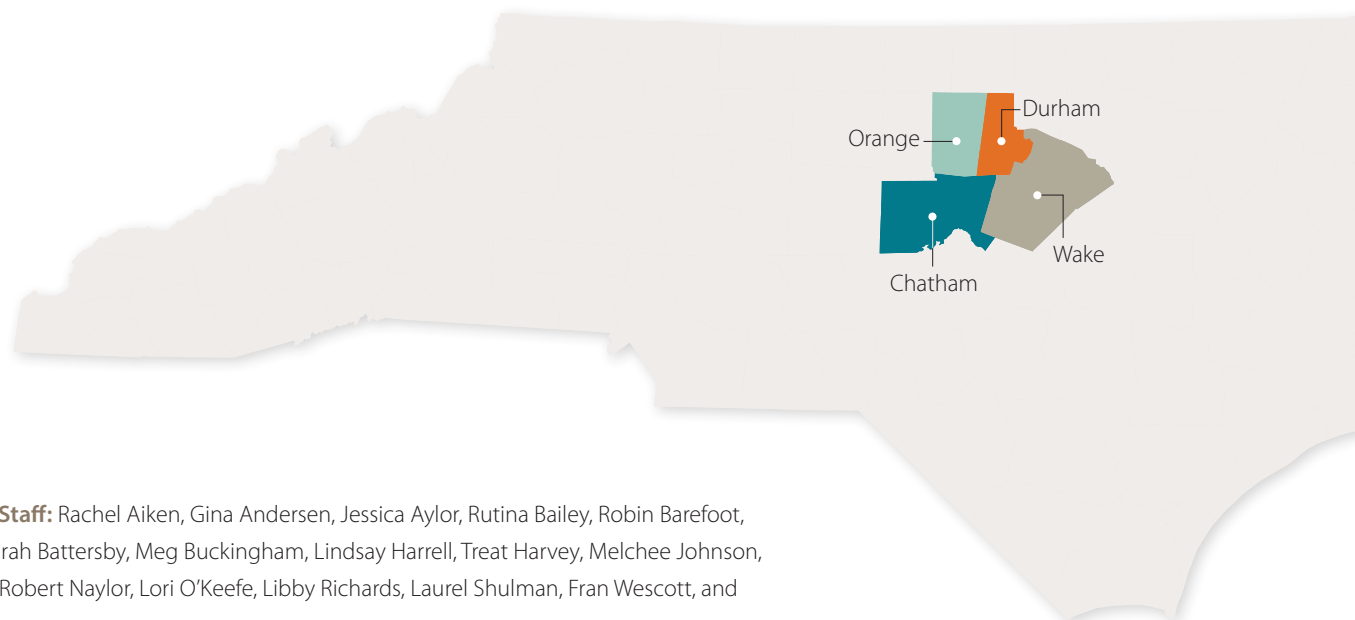 Durham
Orange
Wake
Chatham
Staff: Rachel Aiken, Gina Andersen, Jessica Aylor, Rutina Bailey, Robin Barefoot,
rah Battersby, Meg Buckingham, Lindsay Harrell, Treat Harvey, Melchee Johnson,
Robert Naylor, Lori O’Keefe, Libby Richards, Laurel Shulman, Fran Wescott, and